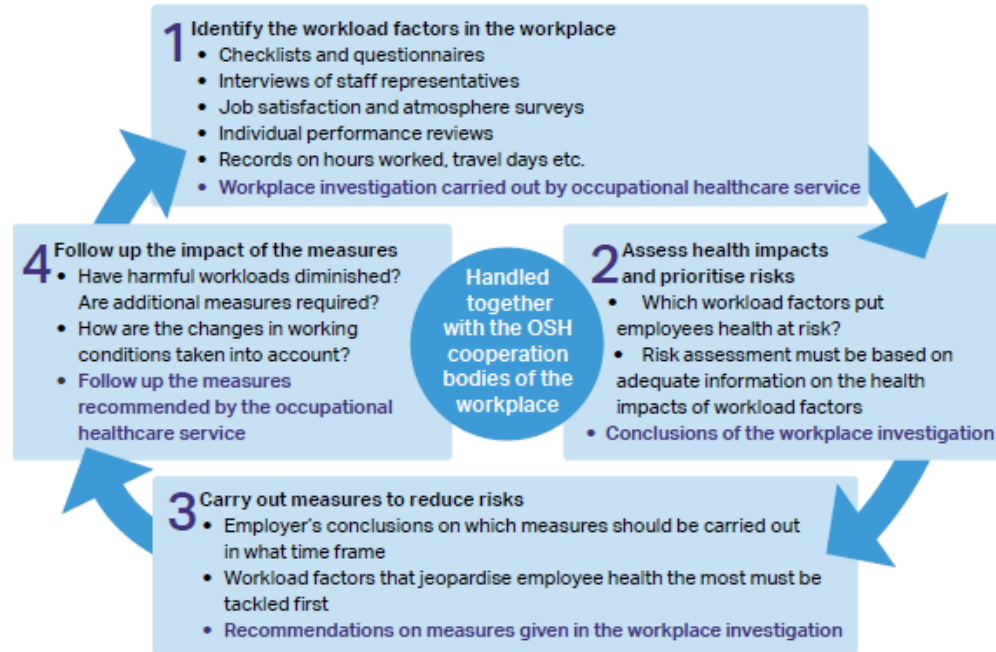 1 Identify the workload factors in the workplace
• Checklists and questionnaires
• Interviews of staff representatives
• Job satisfaction and atmosphere surveys
• Individual performance reviews
• Records on hours worked, travel days etc.
• Workplace investigation carried out by occupational healthcare service
2 Assess health impacts
and prioritise risks
• Which workload factors put
employees health at risk?
• Risk assessment must be based on
adequate information on the health
impacts of workload factors
• Conclusions of the workplace investigation
3 Carry out measures to reduce risks
• Employer's conclusions on which measures should be carried out
in what time frame
• Workload factors that jeopardise employee health the most must be
tackled first
• Recommendations on measures given in the workplace investigation
4 Follow up the impact of the measures
• Have harmful workloads diminished?
Are additional measures required?
• How are the changes in working
conditions taken into account?
• Follow up the measures
recommended by the occupational
healthcare service
Handled
together
with the OSH
cooperation
bodies of the
workplace